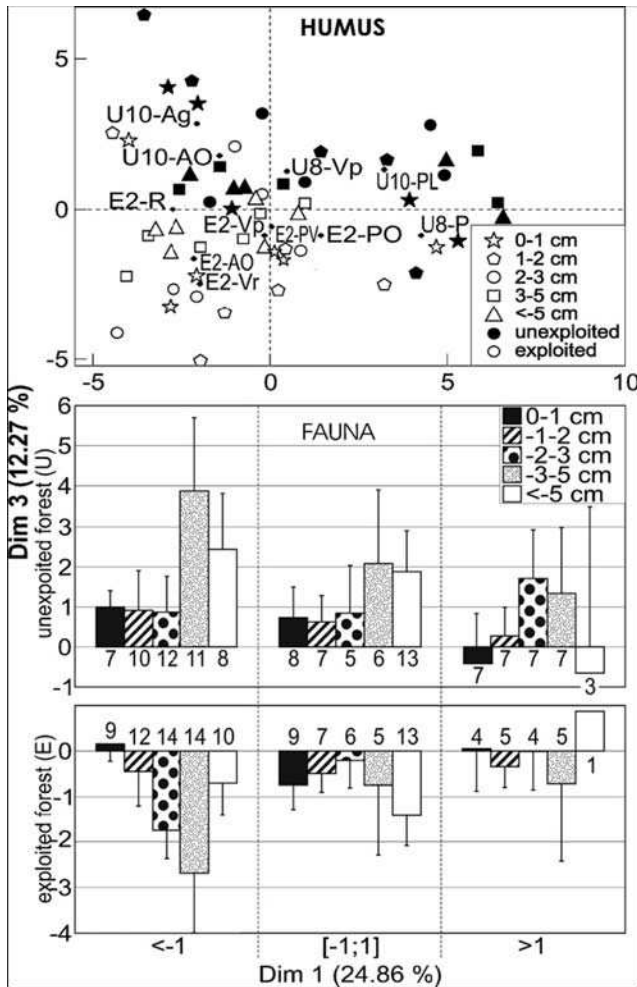 HUMUS
5
0
-5
U10-Ag
U10-AO
U8-Vp
U10-PL
E2-R
E2-Vp
E2-PV
E2-PO
U8-P
E2-AO
E2-Vr
0-1 cm
1-2 cm
2-3 cm
3-5 cm
<-5 cm
unexploited
exploited
-5 0 5 10
Dim 3 (12.27 %)
unexpoited forest (U)
FAUNA
0-1 cm
-1-2 cm
-2-3 cm
-3-5 cm
<-5 cm
6
5
4
3
2
1
0
-1
7 10 12 11 8 8 7 5 6 13 7 7 7 7 3
exploited forest (E)
9 12 14 14 10 9 7 6 5 13 4 5 4 5 1
0
-1
-2
-3
-4
<-1 [-1;1] >1
Dim 1 (24.86 %)